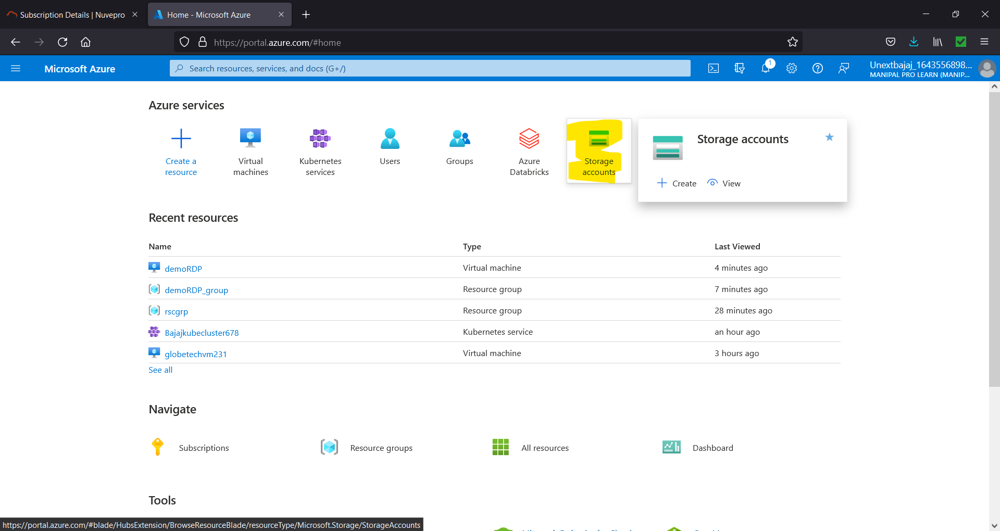 Subscription Details | Nuvepro
Home - Microsoft Azure
https://portal.azure.com/#home
Microsoft Azure
Search resources, services, and docs (G+/)
1
Unextbajaj_1643556898...
MANIPAL PRO LEARN (MANIP...
Azure services
Create a
resource
Virtual
machines
Kubernetes
services
Users
Groups
Azure
Databricks
Storage
accounts
Storage accounts
Create
View
Recent resources
Name Type Last Viewed
demoRDP Virtual machine 4 minutes ago
demoRDP_group Resource group 7 minutes ago
rscgrp Resource group 28 minutes ago
Bajajkubecluster678 Kubernetes service an hour ago
globetechvm231 Virtual machine 3 hours ago
See all
Navigate
Subscriptions
Resource groups
All resources
Dashboard
Tools
https://portal.azure.com/#blade/HubsExtension/BrowseResourceBlade/resourceType/Microsoft.Storage/StorageAccounts